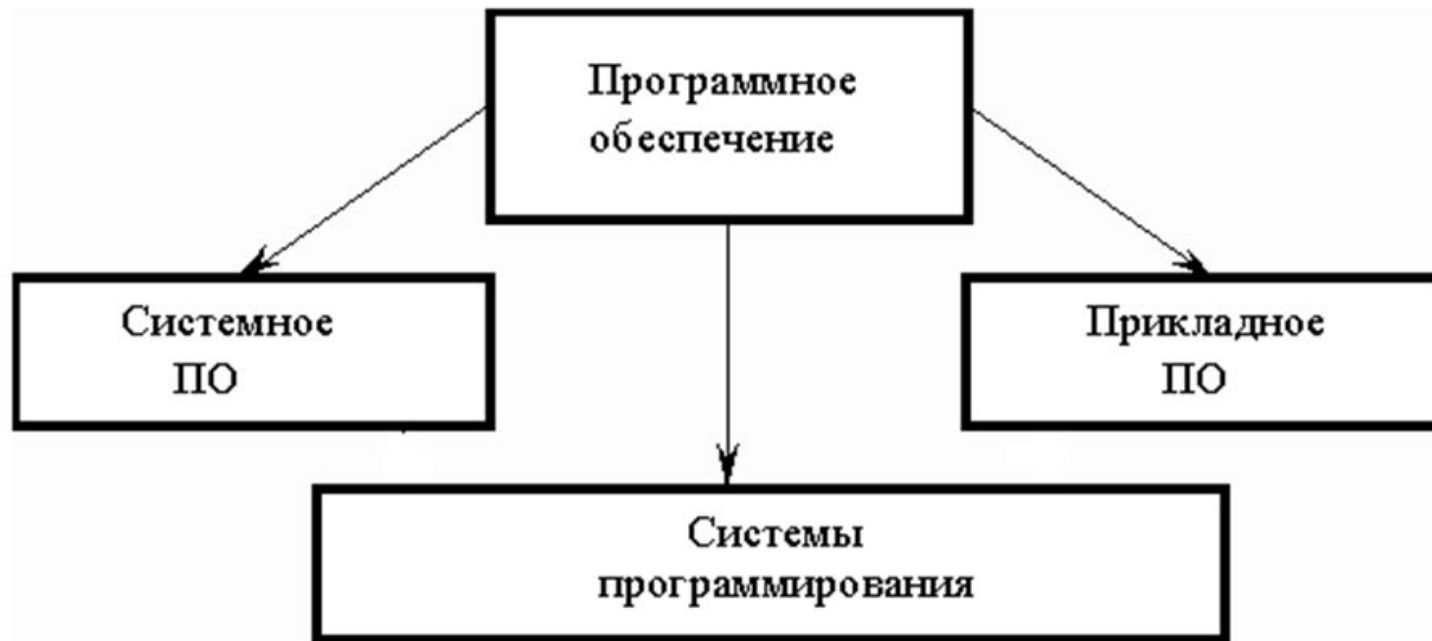 Программное
обеспечение
Системное
ПО
Прикладное
ПО
Системы
программирования